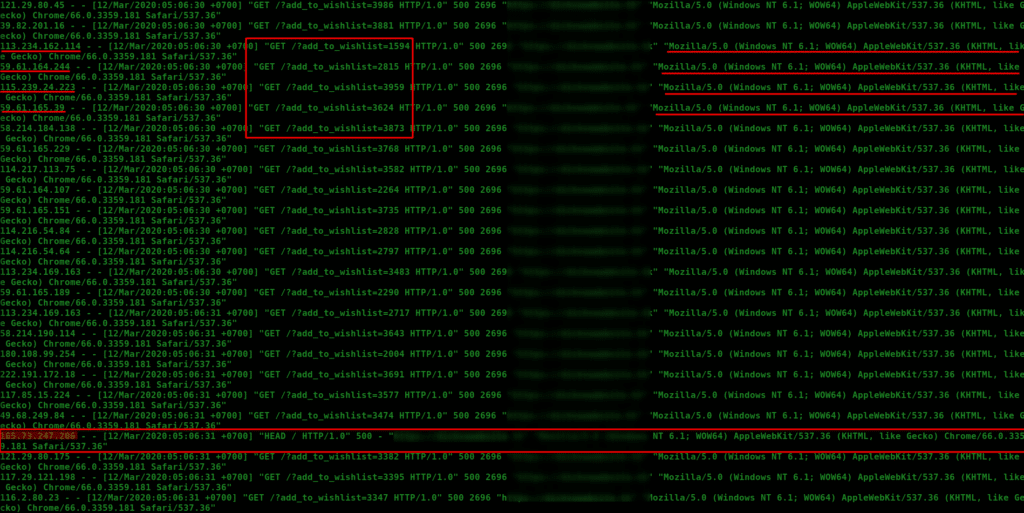 121.29.80.45 - - [12/Mar/2020:05:06:30 +0700] "GET /?add_to_wishlist=3986 HTTP/1.0" 500 2696 "Mozilla/5.0 (Windows NT 6.1; WOW64) AppleWebKit/537.36 (KHTML, like G
ecko) Chrome/66.0.3359.181 Safari/537.36"
36.62.201.16 - - [12/Mar/2020:05:06:30 +0700] "GET /?add_to_wishlist=3881 HTTP/1.0" 500 2696 "Mozilla/5.0 (Windows NT 6.1; WOW64) AppleWebKit/537.36 (KHTML, like G
ecko) Chrome/66.0.3359.181 Safari/537.36"
113.234.162.114 - - [12/Mar/2020:05:06:30 +0700] "GET /?add_to_wishlist=1594 HTTP/1.0" 500 269 " "Mozilla/5.0 (Windows NT 6.1; WOW64) AppleWebKit/537.36 (KHTML, lik
e Gecko) Chrome/66.0.3359.181 Safari/537.36"
59.61.164.244 - - [12/Mar/2020:05:06:30 +0700] "GET /?add_to_wishlist=2815 HTTP/1.0" 500 2696 "Mozilla/5.0 (Windows NT 6.1; WOW64) AppleWebKit/537.36 (KHTML, like
Gecko) Chrome/66.0.3359.181 Safari/537.36"
115.239.24.223 - - [12/Mar/2020:05:06:30 +0700] "GET /?add_to_wishlist=3959 HTTP/1.0" 500 2696 "Mozilla/5.0 (Windows NT 6.1; WOW64) AppleWebKit/537.36 (KHTML, like
Gecko) Chrome/66.0.3359.181 Safari/537.36"
59.61.165.39 - - [12/Mar/2020:05:06:30 +0700] "GET /?add_to_wishlist=3624 HTTP/1.0" 500 2696 "Mozilla/5.0 (Windows NT 6.1; WOW64) AppleWebKit/537.36 (KHTML, like
Gecko) Chrome/66.0.3359.181 Safari/537.36"
58.214.184.138 - - [12/Mar/2020:05:06:30 +0700] "GET /?add_to_wishlist=3873 HTTP/1.0" 500 2696 "Mozilla/5.0 (Windows NT 6.1; WOW64) AppleWebKit/537.36 (KHTML, like
Gecko) Chrome/66.0.3359.181 Safari/537.36"
59.61.165.229 - - [12/Mar/2020:05:06:30 +0700] "GET /?add_to_wishlist=3768 HTTP/1.0" 500 2696 "Mozilla/5.0 (Windows NT 6.1; WOW64) AppleWebKit/537.36 (KHTML, like
Gecko) Chrome/66.0.3359.181 Safari/537.36"
114.217.113.75 - - [12/Mar/2020:05:06:30 +0700] "GET /?add_to_wishlist=3582 HTTP/1.0" 500 2696 "Mozilla/5.0 (Windows NT 6.1; WOW64) AppleWebKit/537.36 (KHTML, like
Gecko) Chrome/66.0.3359.181 Safari/537.36"
59.61.164.107 - - [12/Mar/2020:05:06:30 +0700] "GET /?add_to_wishlist=2264 HTTP/1.0" 500 2696 "Mozilla/5.0 (Windows NT 6.1; WOW64) AppleWebKit/537.36 (KHTML, like
Gecko) Chrome/66.0.3359.181 Safari/537.36"
59.61.165.151 - - [12/Mar/2020:05:06:30 +0700] "GET /?add_to_wishlist=3735 HTTP/1.0" 500 2696 "Mozilla/5.0 (Windows NT 6.1; WOW64) AppleWebKit/537.36 (KHTML, like
Gecko) Chrome/66.0.3359.181 Safari/537.36"
114.216.54.84 - - [12/Mar/2020:05:06:30 +0700] "GET /?add_to_wishlist=2828 HTTP/1.0" 500 2696 "Mozilla/5.0 (Windows NT 6.1; WOW64) AppleWebKit/537.36 (KHTML, like
Gecko) Chrome/66.0.3359.181 Safari/537.36"
114.216.54.64 - - [12/Mar/2020:05:06:30 +0700] "GET /?add_to_wishlist=2797 HTTP/1.0" 500 2696 "Mozilla/5.0 (Windows NT 6.1; WOW64) AppleWebKit/537.36 (KHTML, like
Gecko) Chrome/66.0.3359.181 Safari/537.36"
113.234.169.163 - - [12/Mar/2020:05:06:30 +0700] "GET /?add_to_wishlist=3483 HTTP/1.0" 500 269 " "Mozilla/5.0 (Windows NT 6.1; WOW64) AppleWebKit/537.36 (KHTML, lik
e Gecko) Chrome/66.0.3359.181 Safari/537.36"
59.61.165.189 - - [12/Mar/2020:05:06:30 +0700] "GET /?add_to_wishlist=2290 HTTP/1.0" 500 2696 "Mozilla/5.0 (Windows NT 6.1; WOW64) AppleWebKit/537.36 (KHTML, like
Gecko) Chrome/66.0.3359.181 Safari/537.36"
113.234.169.163 - - [12/Mar/2020:05:06:31 +0700] "GET /?add_to_wishlist=2717 HTTP/1.0" 500 269 "Mozilla/5.0 (Windows NT 6.1; WOW64) AppleWebKit/537.36 (KHTML, lik
e Gecko) Chrome/66.0.3359.181 Safari/537.36"
58.214.190.114 - - [12/Mar/2020:05:06:31 +0700] "GET /?add_to_wishlist=3643 HTTP/1.0" 500 2696 "Mozilla/5.0 (Windows NT 6.1; WOW64) AppleWebKit/537.36 (KHTML, like
Gecko) Chrome/66.0.3359.181 Safari/537.36"
180.108.99.254 - - [12/Mar/2020:05:06:31 +0700] "GET /?add_to_wishlist=2004 HTTP/1.0" 500 2696 "Mozilla/5.0 (Windows NT 6.1; WOW64) AppleWebKit/537.36 (KHTML, like
Gecko) Chrome/66.0.3359.181 Safari/537.36"
222.191.172.18 - - [12/Mar/2020:05:06:31 +0700] "GET /?add_to_wishlist=3691 HTTP/1.0" 500 2696 "Mozilla/5.0 (Windows NT 6.1; WOW64) AppleWebKit/537.36 (KHTML, like
Gecko) Chrome/66.0.3359.181 Safari/537.36"
117.85.15.224 - - [12/Mar/2020:05:06:31 +0700] "GET /?add_to_wishlist=3577 HTTP/1.0" 500 2696 "Mozilla/5.0 (Windows NT 6.1; WOW64) AppleWebKit/537.36 (KHTML, like
Gecko) Chrome/66.0.3359.181 Safari/537.36"
49.68.249.84 - - [12/Mar/2020:05:06:31 +0700] "GET /?add_to_wishlist=3474 HTTP/1.0" 500 2696 " Mozilla/5.0 (Windows NT 6.1; WOW64) AppleWebKit/537.36 (KHTML, like G
ecko) Chrome/66.0.3359.181 Safari/537.36"
- - [12/Mar/2020:05:06:31 +0700] "HEAD / HTTP/1.0" 500 - " NT 6.1; WOW64) AppleWebKit/537.36 (KHTML, like Gecko) Chrome/66.0.335
9.181 Safari/537.36"
121.29.80.175 - - [12/Mar/2020:05:06:31 +0700] "GET /?add_to_wishlist=3382 HTTP/1.0" 500 2696 "Mozilla/5.0 (Windows NT 6.1; WOW64) AppleWebKit/537.36 (KHTML, like
Gecko) Chrome/66.0.3359.181 Safari/537.36"
117.29.121.198 - - [12/Mar/2020:05:06:31 +0700] "GET /?add_to_wishlist=3395 HTTP/1.0" 500 2696 "Mozilla/5.0 (Windows NT 6.1; WOW64) AppleWebKit/537.36 (KHTML, like
Gecko) Chrome/66.0.3359.181 Safari/537.36"
116.2.80.23 - - [12/Mar/2020:05:06:31 +0700] "GET /?add_to_wishlist=3347 HTTP/1.0" 500 2696 "h Mozilla/5.0 (Windows NT 6.1; WOW64) AppleWebKit/537.36 (KHTML, like Ge
cko) Chrome/66.0.3359.181 Safari/537.36"